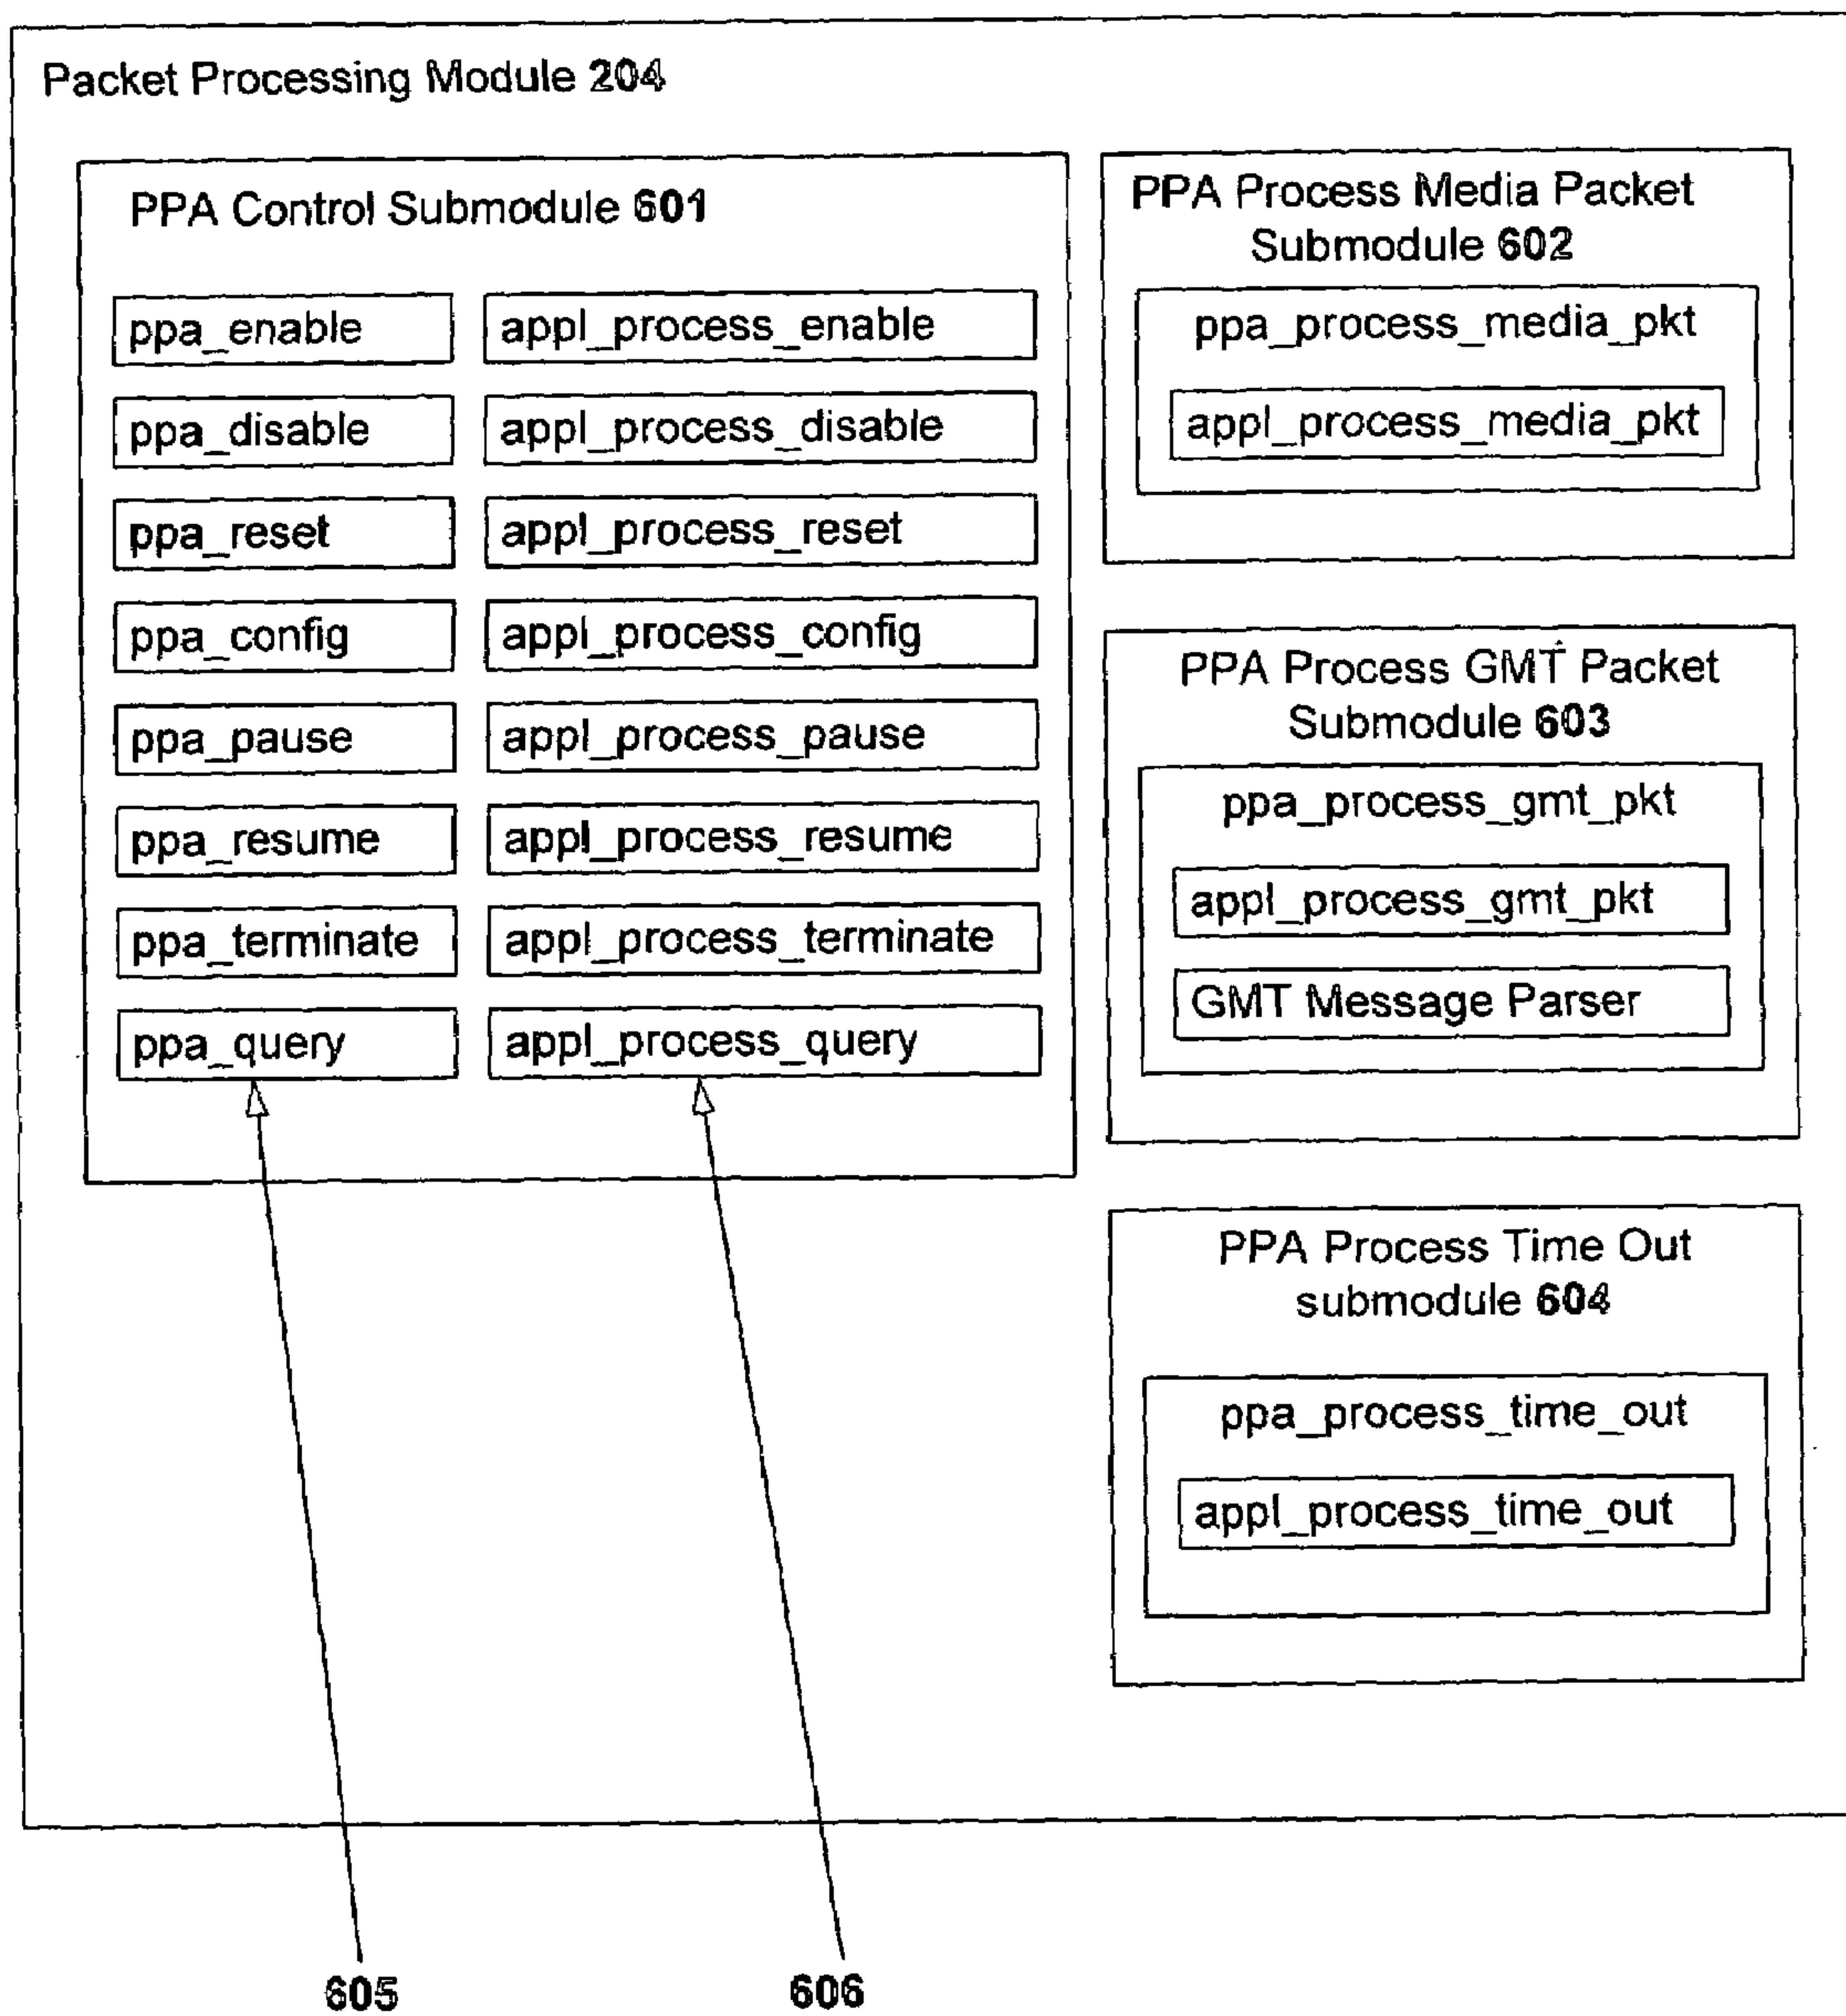 Packet Processing Module 204
PPA Control Submodule 601
ppa_enable
appl_process_enable
ppa_disable
appl_process_disable
ppa_reset
appl_process_reset
ppa_config
appl_process_config
ppa_pause
appl_process_pause
ppa_resume
appl_process_resume
ppa_terminate
appl_process_terminate
ppa_query
appl_process_query
PPA Process Media Packet
Submodule 602
ppa_process_media_pkt
appl_process_media_pkt
PPA Process GMT Packet
Submodule 603
ppa_process_gmt_pkt
appl_process_gmt_pkt
GMT Message Parser
PPA Process Time Out
submodule 604
ppa_process_time_out
appl_process_time_out
605
606